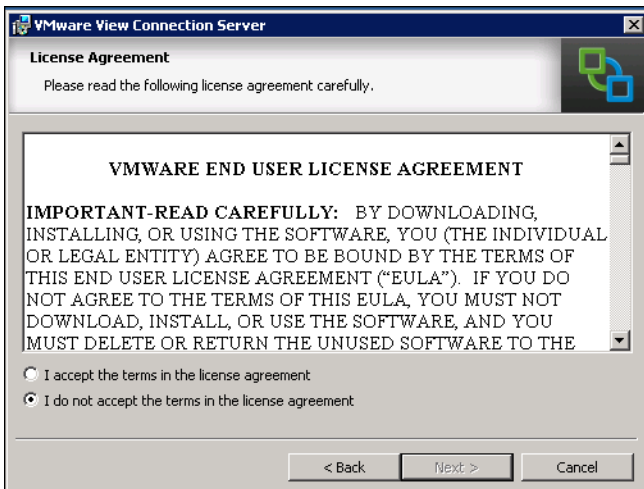 VMware View Connection Server
License Agreement
Please read the following license agreement carefully.
VMWARE END USER LICENSE AGREEMENT
IMPORTANT-READ CAREFULLY: BY DOWNLOADING,
INSTALLING, OR USING THE SOFTWARE, YOU (THE INDIVIDUAL
OR LEGAL ENTITY) AGREE TO BE BOUND BY THE TERMS OF
THIS END USER LICENSE AGREEMENT (“EULA”). IF YOU DO
NOT AGREE TO THE TERMS OF THIS EULA, YOU MUST NOT
DOWNLOAD, INSTALL, OR USE THE SOFTWARE, AND YOU
MUST DELETE OR RETURN THE UNUSED SOFTWARE TO THE
I accept the terms in the license agreement
I do not accept the terms in the license agreement
< Back Next > Cancel